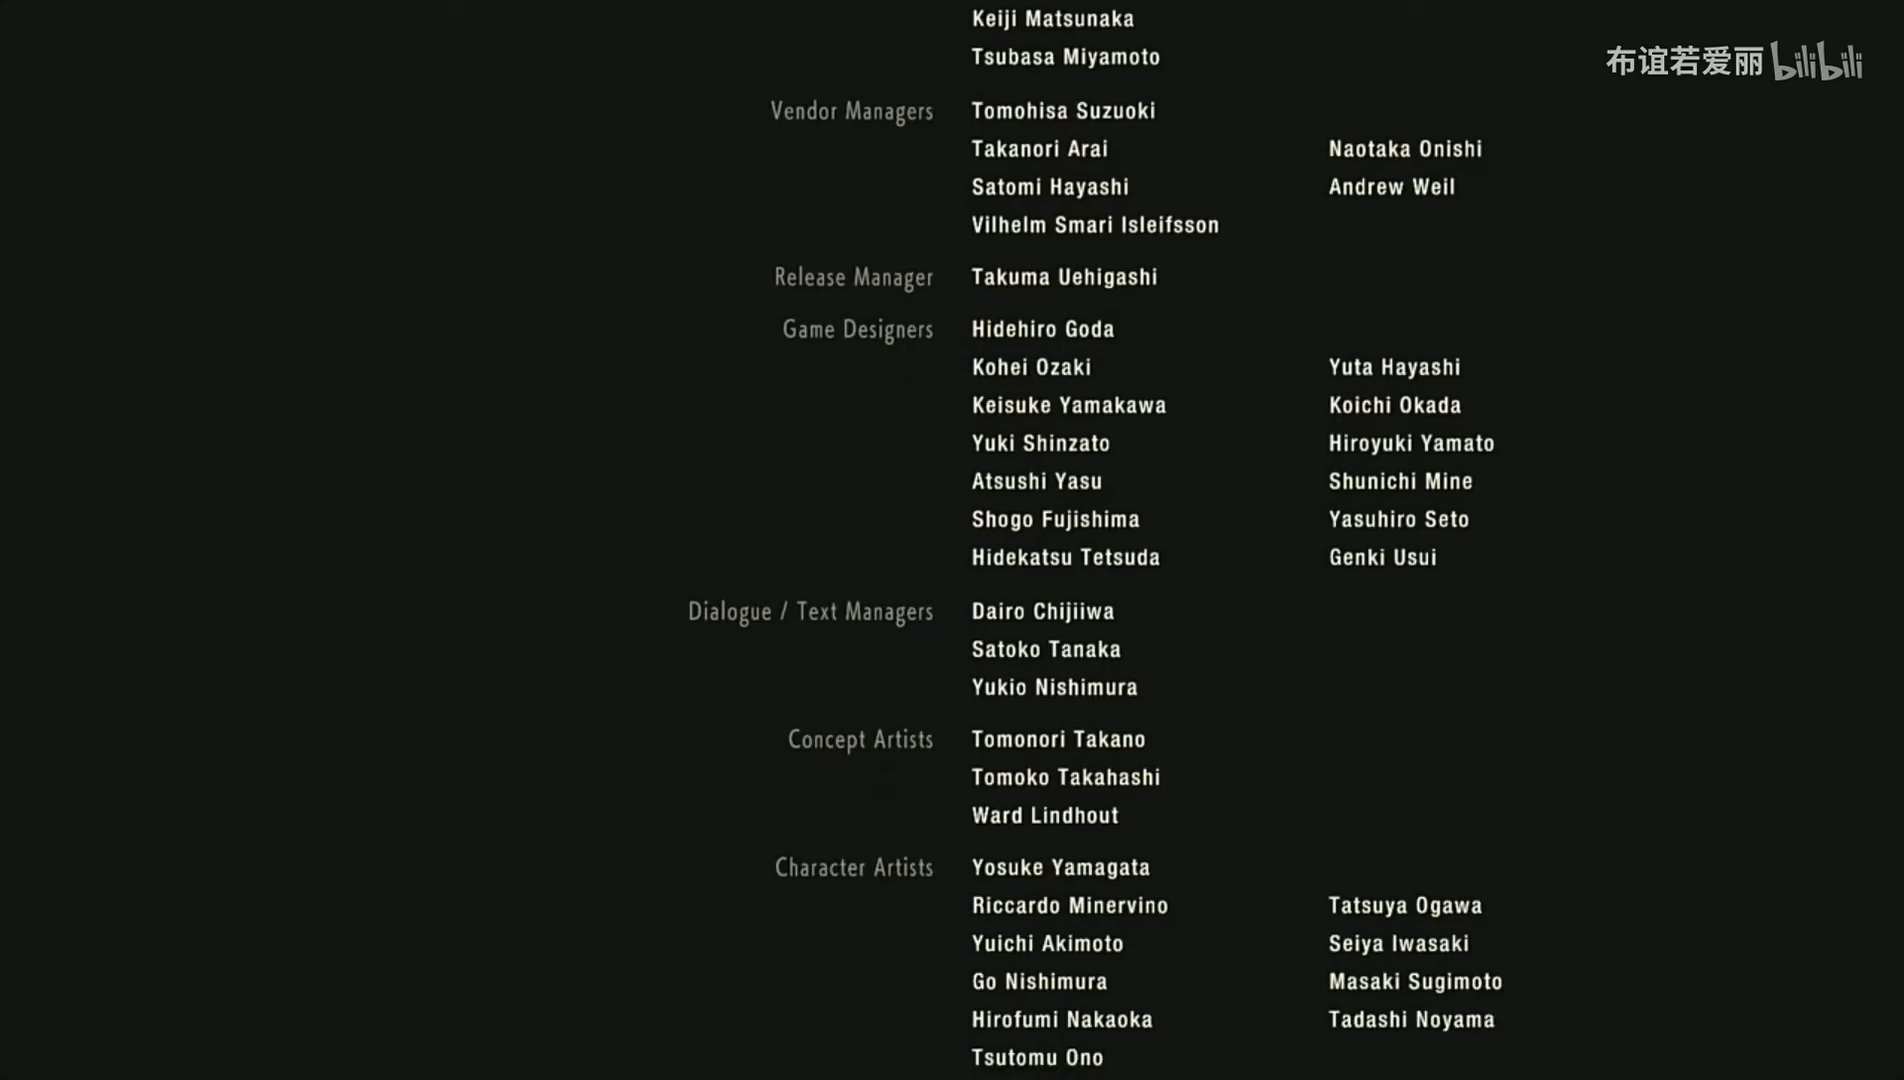 Keiji Matsunaka
Tsubasa Miyamoto
布谊若爱丽 bilibili
Vendor Managers Tomohisa Suzuoki
Takanori Arai Naotaka Onishi
Satomi Hayashi Andrew Weil
Vilhelm Smari Isleifsson
Release Manager Takuma Uehigashi
Game Designers Hidehiro Goda
Kohei Ozaki Yuta Hayashi
Keisuke Yamakawa Koichi Okada
Yuki Shinzato Hiroyuki Yamato
Atsushi Yasu Shunichi Mine
Shogo Fujishima Yasuhiro Seto
Hidekatsu Tetsuda Genki Usui
Dialogue / Text Managers Dairo Chijiiwa
Satoko Tanaka
Yukio Nishimura
Concept Artists Tomonori Takano
Tomoko Takahashi
Ward Lindhout
Character Artists Yosuke Yamagata
Riccardo Minervino Tatsuya Ogawa
Yuichi Akimoto Seiya Iwasaki
Go Nishimura Masaki Sugimoto
Hirofumi Nakaoka Tadashi Noyama
Tsutomu Ono